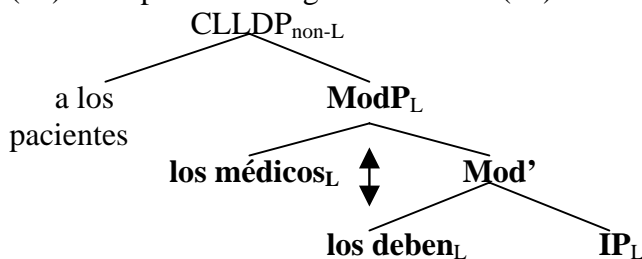 CLLDPnon-L
a los ModPL
pacientes
los médicosL Mod’
los debenL IPL